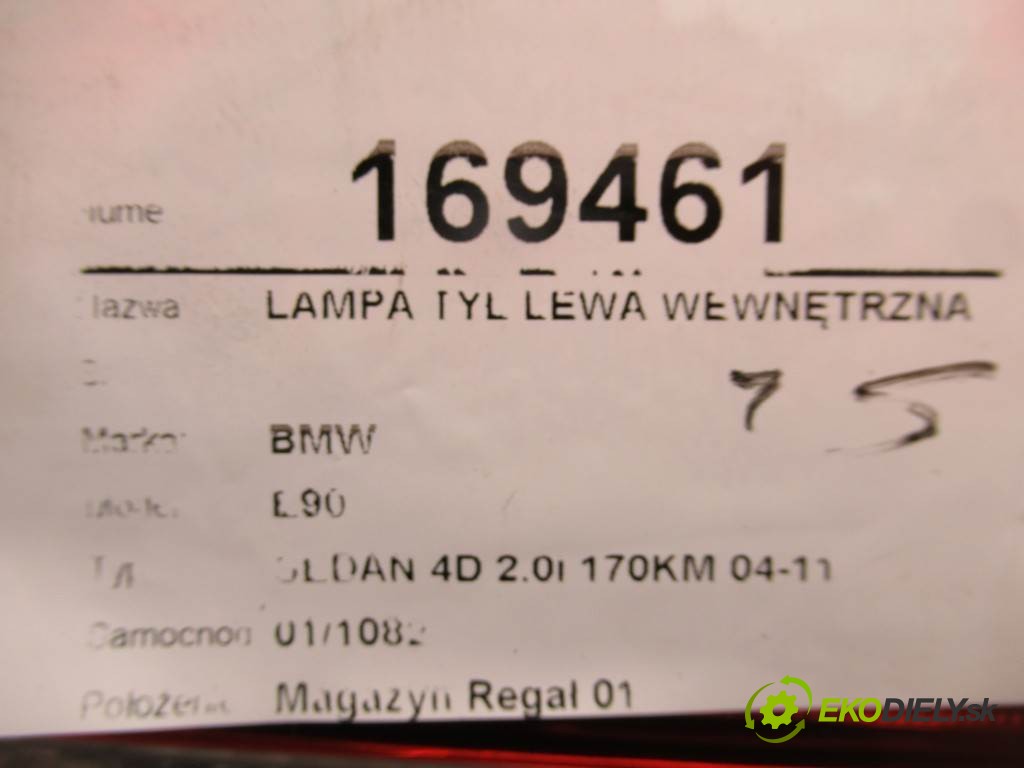 169461
LAMPA TYŁ LEWA WEWNĘTRZNA
7 5
BMW
E90
SEDAN 4D 2.0i 170KM 04-11
01/1082
Magazyn Regał 01
EKODIELY.sk